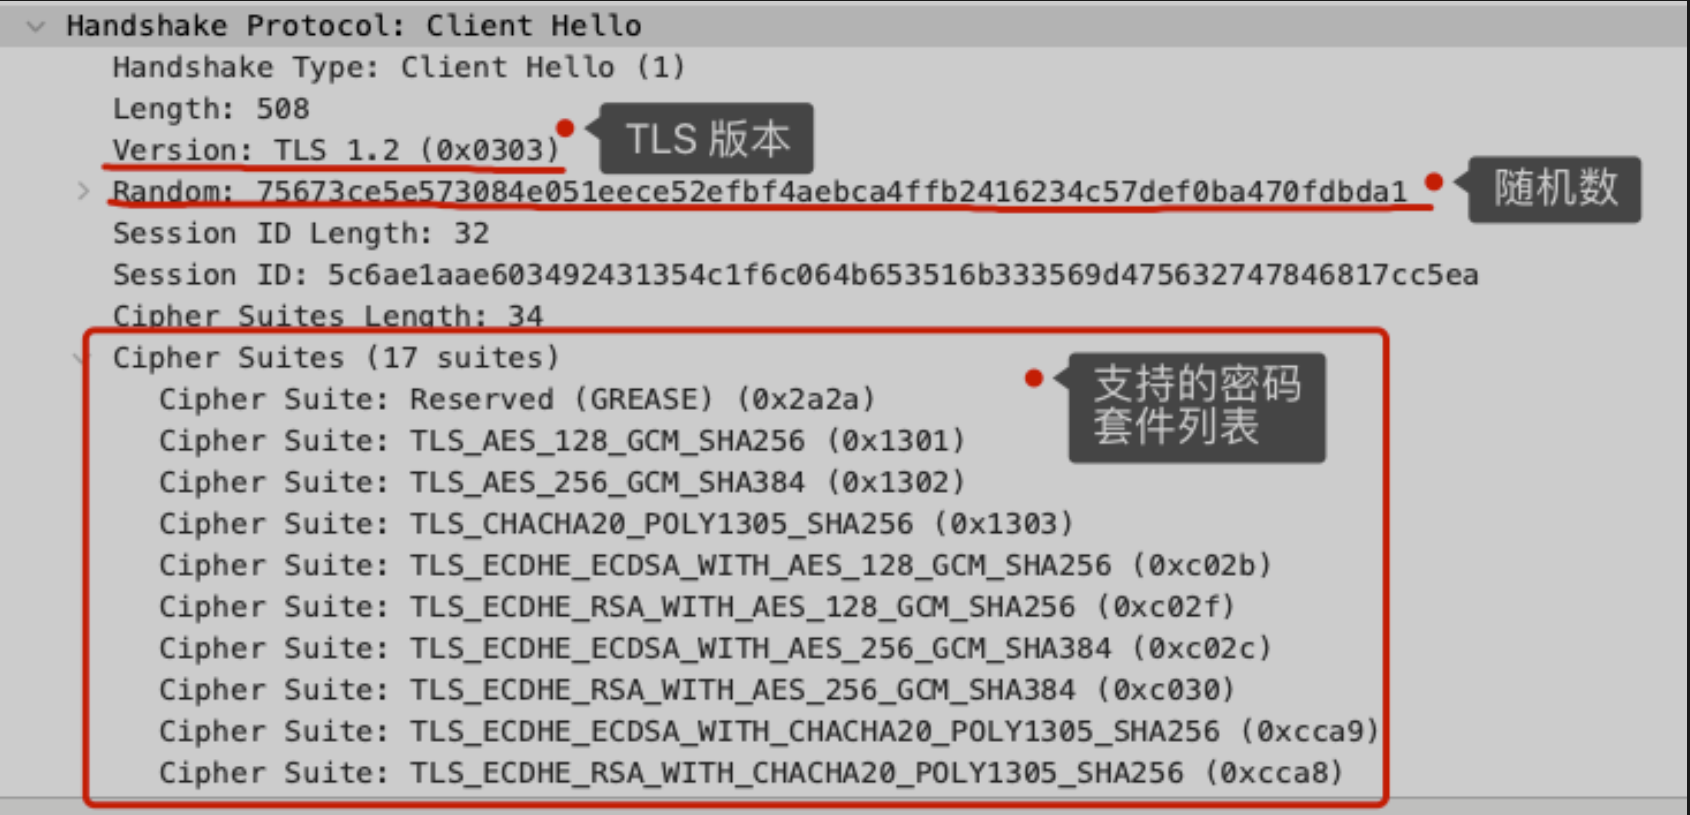 Handshake Protocol: Client Hello
Handshake Type: Client Hello (1)
Length: 508
Version: TLS 1.2 (0x0303)
TLS 版本
Random: 75673ce5e573084e051eece52efbf4aebca4ffb2416234c57def0ba470fdbda1
随机数
Session ID Length: 32
Session ID: 5c6ae1aae603492431354c1f6c064b653516b333569d475632747846817cc5ea
Cipher Suites Length: 34
Cipher Suites (17 suites)
支持的密码
套件列表
Cipher Suite: Reserved (GREASE) (0x2a2a)
Cipher Suite: TLS_AES_128_GCM_SHA256 (0x1301)
Cipher Suite: TLS_AES_256_GCM_SHA384 (0x1302)
Cipher Suite: TLS_CHACHA20_POLY1305_SHA256 (0x1303)
Cipher Suite: TLS_ECDHE_ECDSA_WITH_AES_128_GCM_SHA256 (0xc02b)
Cipher Suite: TLS_ECDHE_RSA_WITH_AES_128_GCM_SHA256 (0xc02f)
Cipher Suite: TLS_ECDHE_ECDSA_WITH_AES_256_GCM_SHA384 (0xc02c)
Cipher Suite: TLS_ECDHE_RSA_WITH_AES_256_GCM_SHA384 (0xc030)
Cipher Suite: TLS_ECDHE_ECDSA_WITH_CHACHA20_POLY1305_SHA256 (0xcca9)
Cipher Suite: TLS_ECDHE_RSA_WITH_CHACHA20_POLY1305_SHA256 (0xcca8)